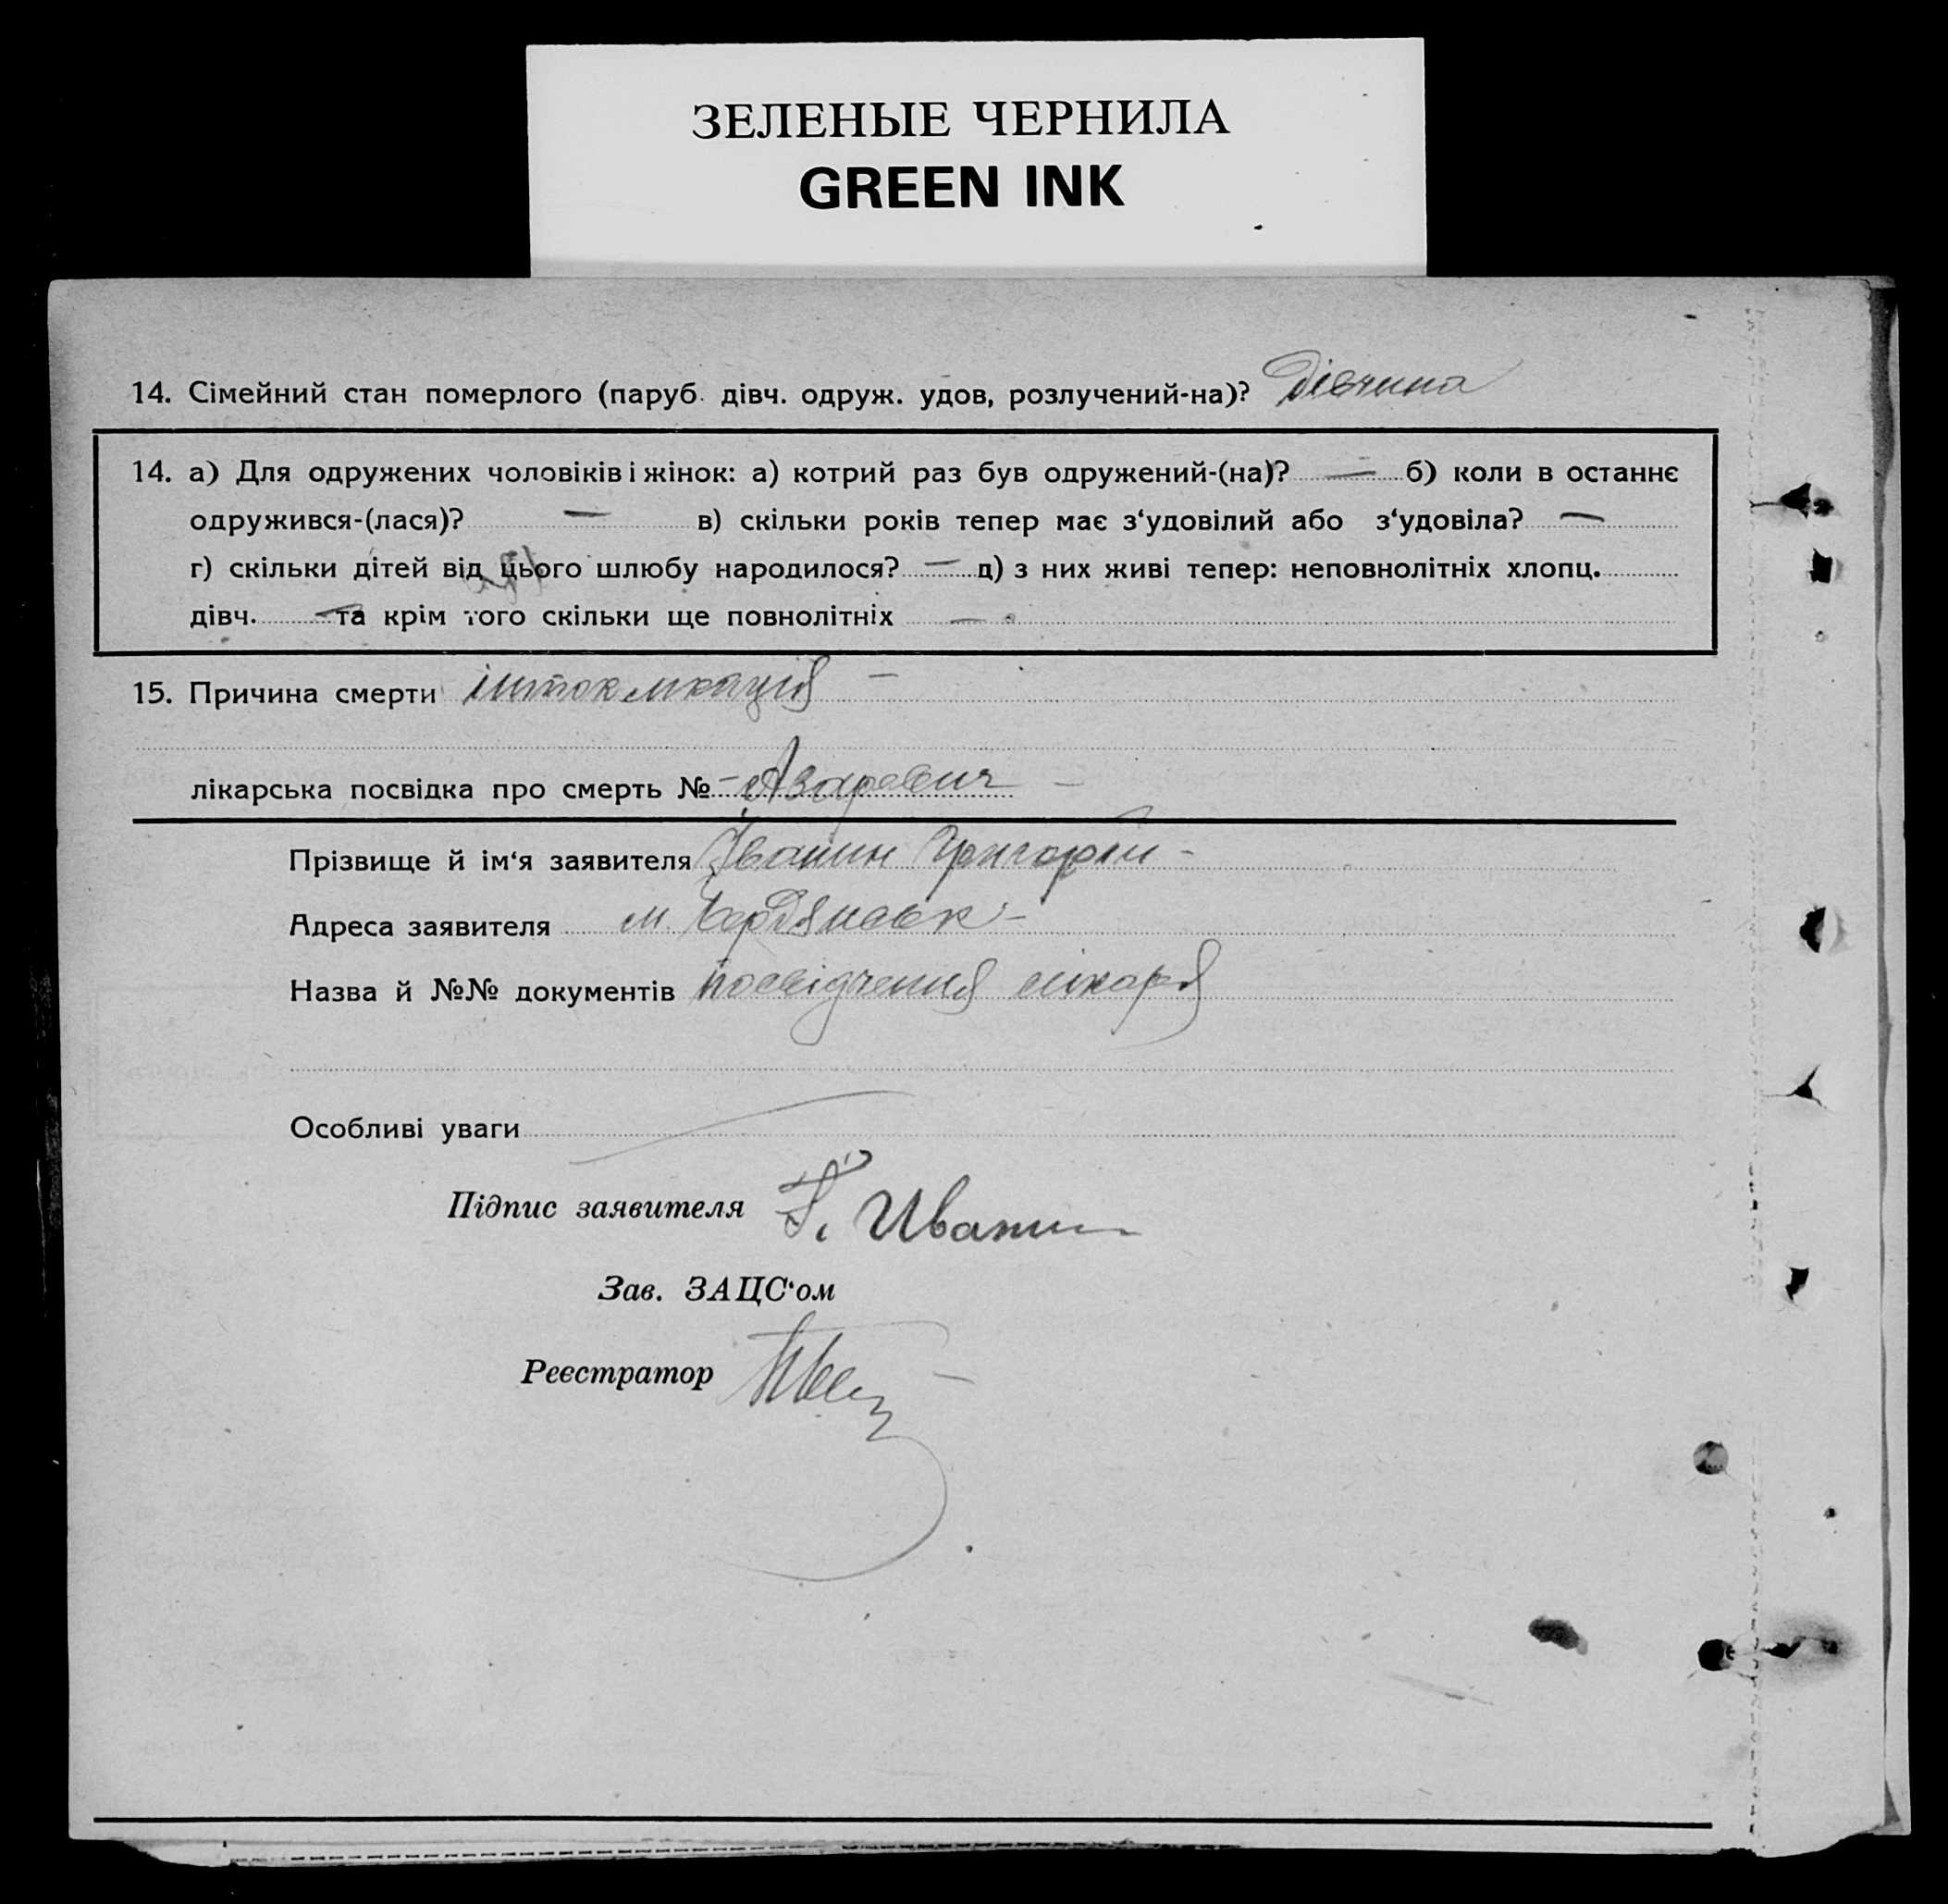 ЗЕЛЕНЫЕ ЧЕРНИЛА
GREEN INK
14. Сімейний стан померлого (паруб. дівч. одруж. удов, розлучений-на)? Дівчина
14. а) Для одружених чоловіків і жінок: а) котрий раз був одружений-(на)? — б) коли в останнє
одружився-(лася)? — в) скільки років тепер має з‘удовілий або з‘удовіла? —
г) скільки дітей від цього шлюбу народилося? — д) з них живі тепер: неповнолітніх хлопц.
дівч. — та крім того скільки ще повнолітніх —
15. Причина смерти інтоксикація —
лікарська посвідка про смерть № — Азаревич —
Прізвище й ім‘я заявителя Іванин Григорій -
Адреса заявителя м. Бердянськ -
Назва й №№ документів посвідчення лікаря
Особливі уваги
Підпис заявителя Г. Иванин
Зав. ЗАЦС‘ом
Реєстратор